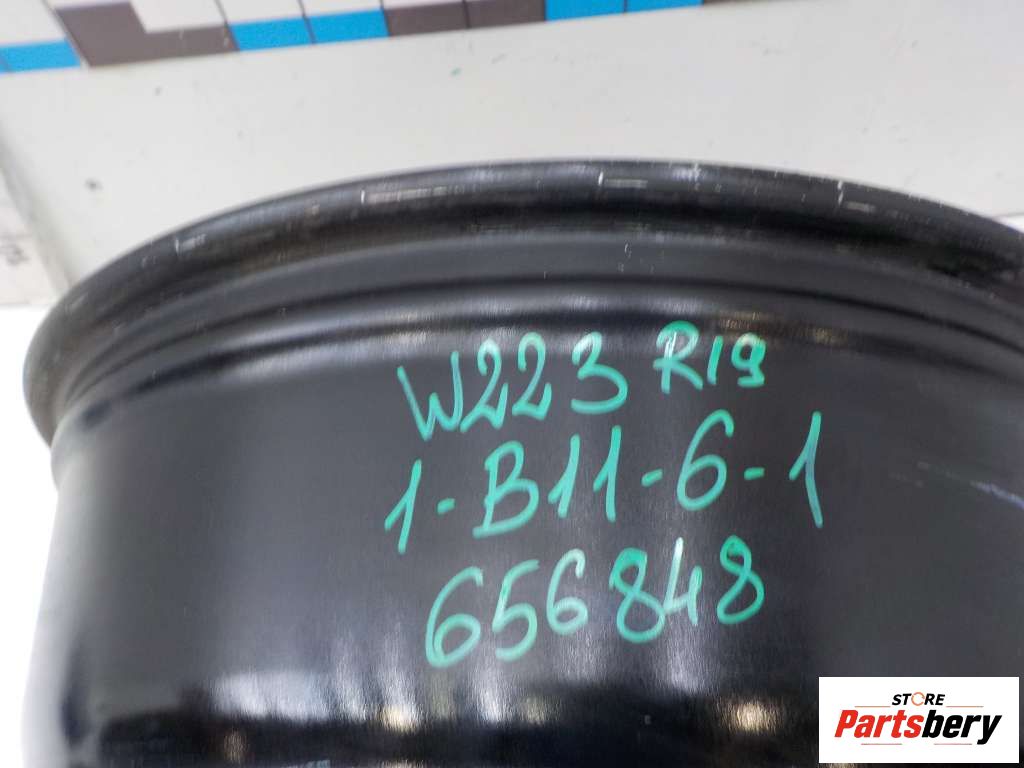 W223 R19
1-B11-6-1
656848
STORE
Partsbery